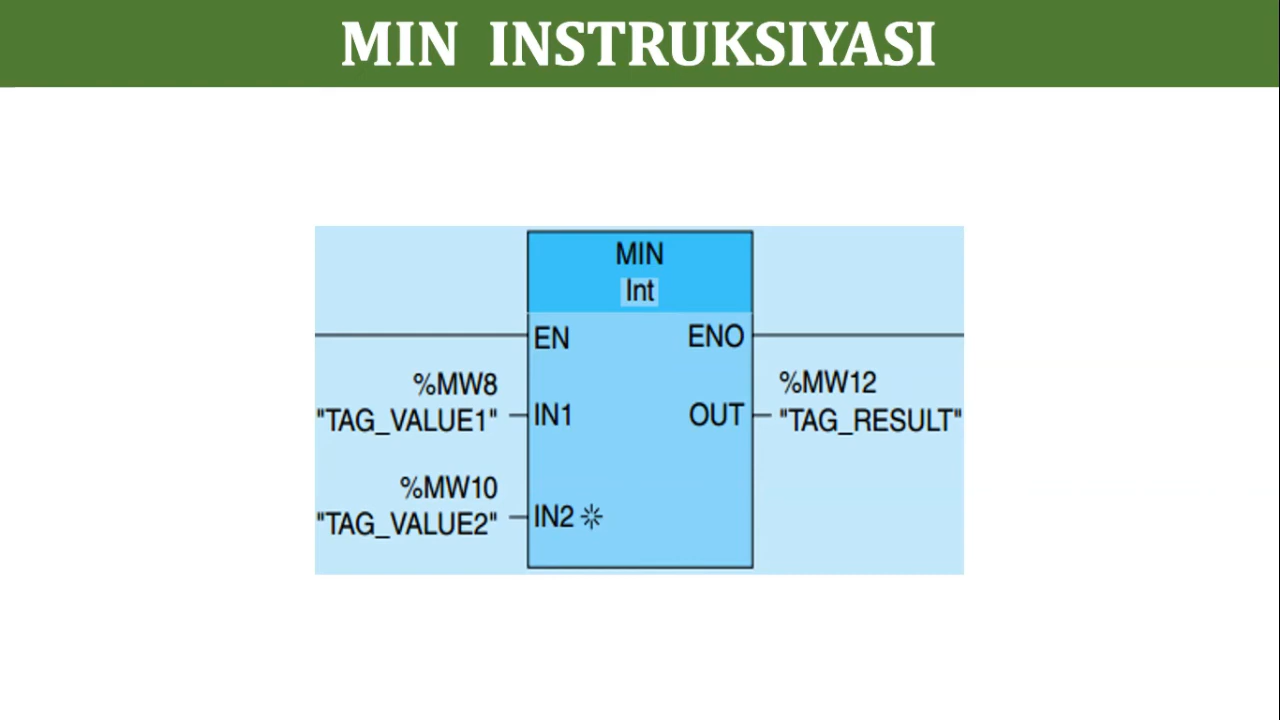 MIN INSTRUKSIYASI
MIN
Int
EN ENO
%MW8 %MW12
"TAG_VALUE1" IN1 OUT "TAG_RESULT"
%MW10
"TAG_VALUE2" IN2